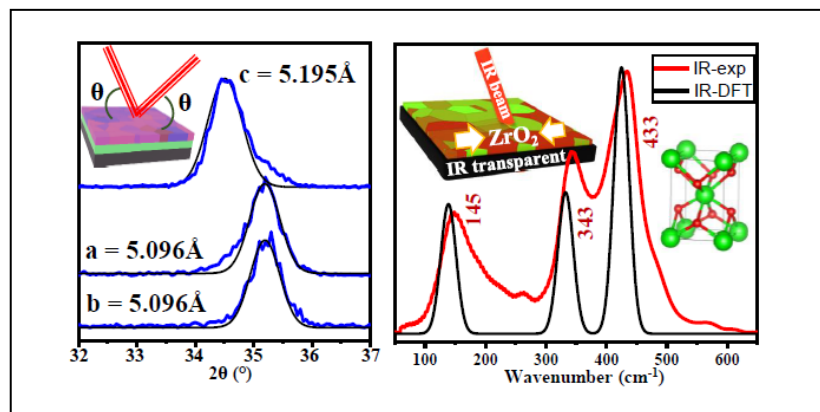 θ
θ
c = 5.195Å
a = 5.096Å
b = 5.096Å
32 33 34 35 36 37
2θ (°)
IR beam
ZrO₂
IR transparent
IR-exp
IR-DFT
145
343
433
100 200 300 400 500 600
Wavenumber (cm⁻¹)